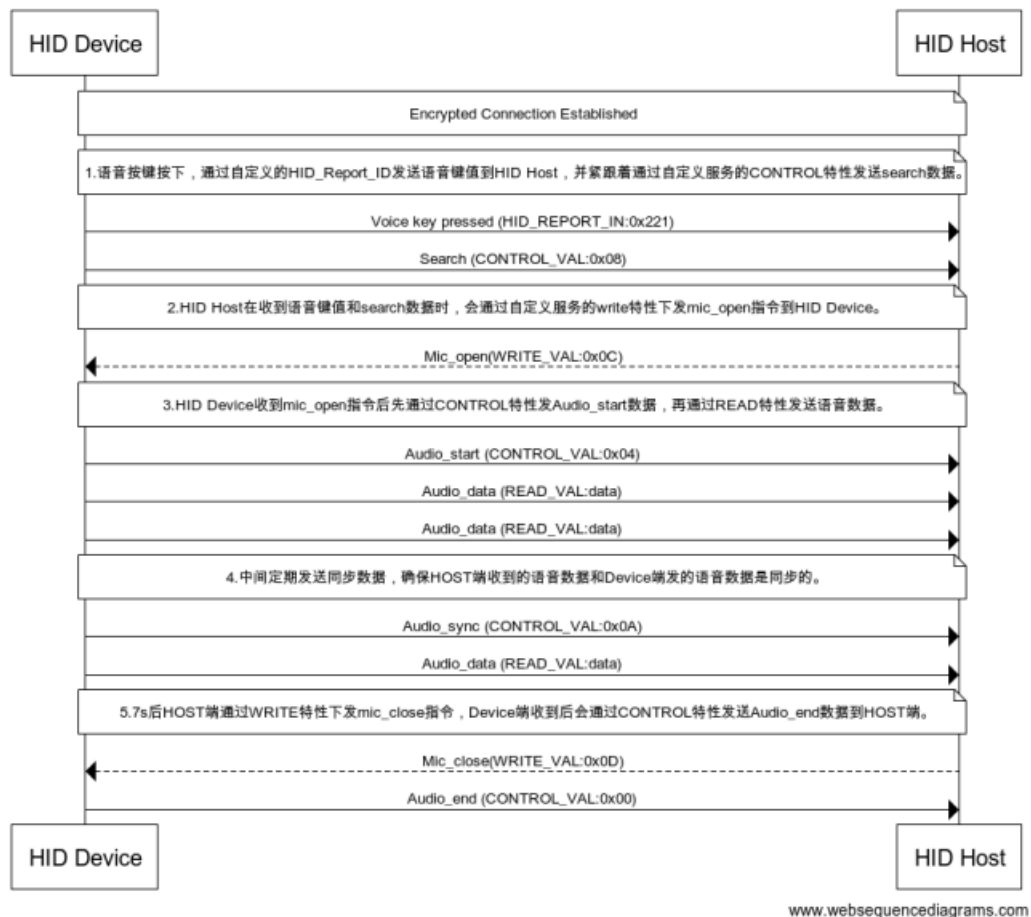 HID Device
HID Host
Encrypted Connection Established
1.语音按键按下，通过自定义的HID_Report_ID发送语音键值到HID Host，并紧跟着通过自定义服务的CONTROL特性发送search数据。
Voice key pressed (HID_REPORT_IN:0x221)
Search (CONTROL_VAL:0x08)
2.HID Host在收到语音键值和search数据时，会通过自定义服务的write特性下发mic_open指令到HID Device。
Mic_open(WRITE_VAL:0x0C)
3.HID Device收到mic_open指令后先通过CONTROL特性发Audio_start数据，再通过READ特性发送语音数据。
Audio_start (CONTROL_VAL:0x04)
Audio_data (READ_VAL:data)
Audio_data (READ_VAL:data)
4.中间定期发送同步数据，确保HOST端收到的语音数据和Device端发的语音数据是同步的。
Audio_sync (CONTROL_VAL:0x0A)
Audio_data (READ_VAL:data)
5.7s后HOST端通过WRITE特性下发mic_close指令，Device端收到后会通过CONTROL特性发送Audio_end数据到HOST端。
Mic_close(WRITE_VAL:0x0D)
Audio_end (CONTROL_VAL:0x00)
HID Device
HID Host
www.websequencediagrams.com